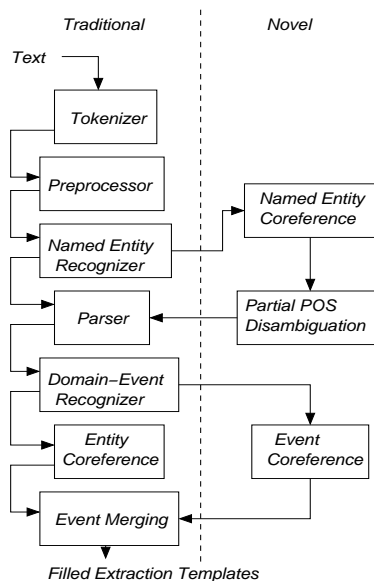 Traditional
Novel
Text
Tokenizer
Preprocessor
Named Entity
Coreference
Named Entity
Recognizer
Partial POS
Disambiguation
Parser
Domain−Event
Recognizer
Entity
Coreference
Event
Coreference
Event Merging
Filled Extraction Templates